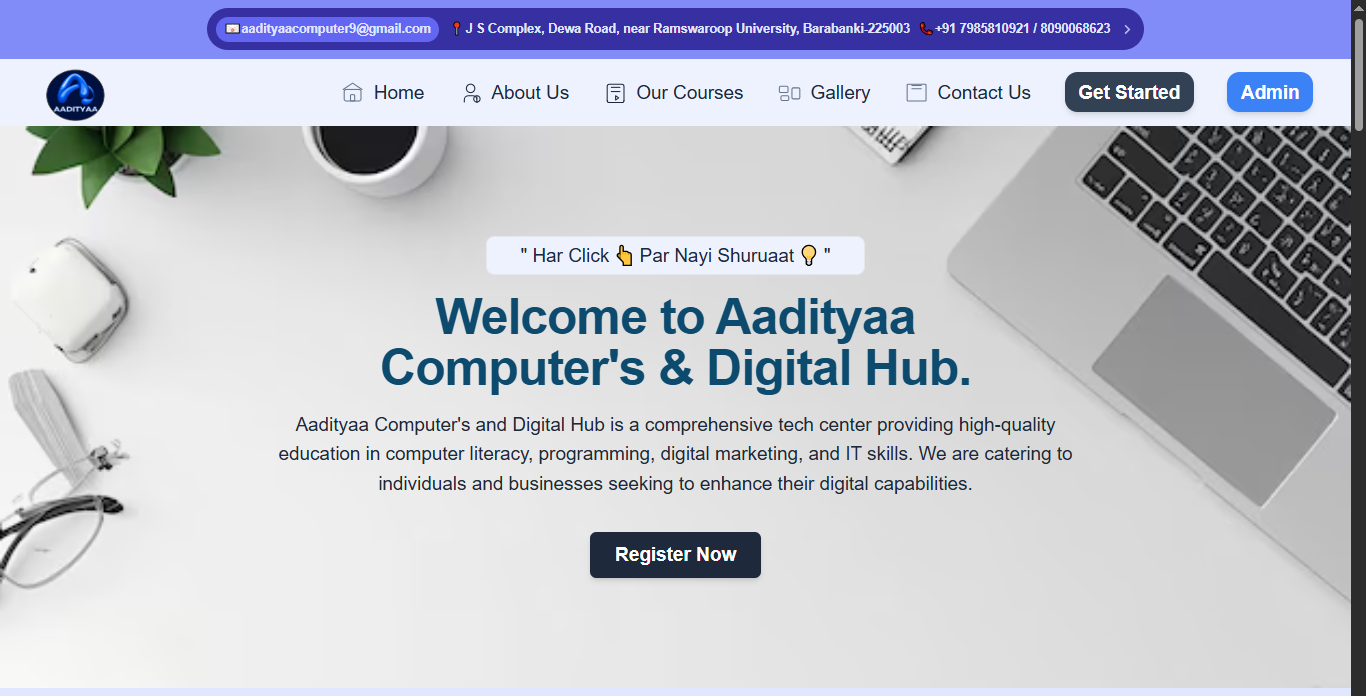 📧aadityaacomputer9@gmail.com 📍J S Complex, Dewa Road, near Ramswaroop University, Barabanki-225003 📞+91 7985810921 / 8090068623
AADITYAA
Home
About Us
Our Courses
Gallery
Contact Us
Get Started
Admin
" Har Click 👆 Par Nayi Shuruaat 💡 "
Welcome to Aadityaa
Computer's & Digital Hub.
Aadityaa Computer's and Digital Hub is a comprehensive tech center providing high-quality
education in computer literacy, programming, digital marketing, and IT skills. We are catering to
individuals and businesses seeking to enhance their digital capabilities.
Register Now